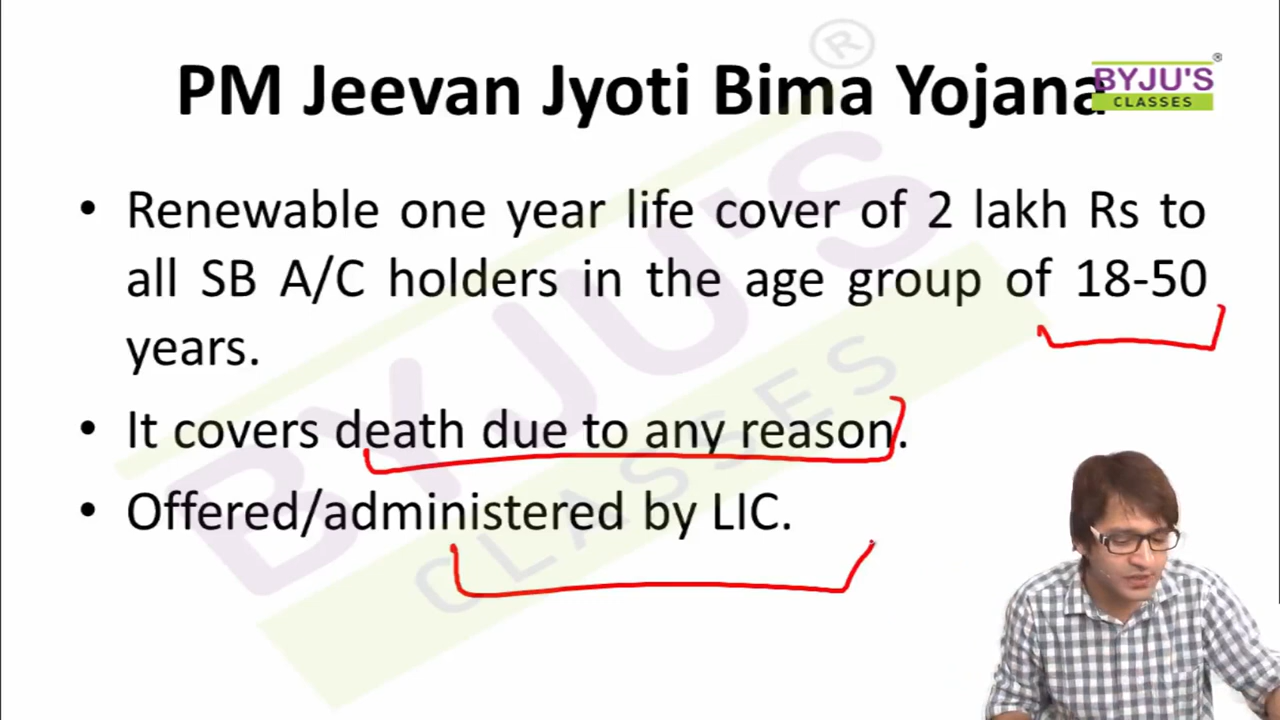 PM Jeevan Jyoti Bima Yojana
BYJU'S
CLASSES
• Renewable one year life cover of 2 lakh Rs to
all SB A/C holders in the age group of 18-50
years.
• It covers death due to any reason.
• Offered/administered by LIC.
BYJU'S
CLASSES